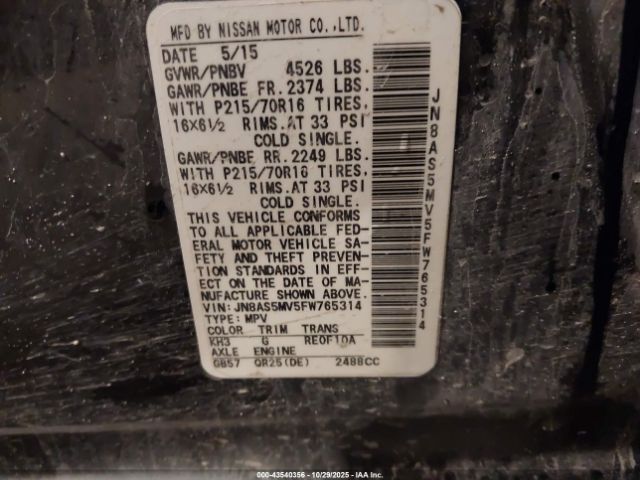 MFD BY NISSAN MOTOR CO.,LTD.
DATE 5/15
GVWR/PNBV 4526 LBS.
GAWR/PNBE FR. 2374 LBS.
WITH P215/70R16 TIRES,
16X6½ RIMS. AT 33 PSI
COLD SINGLE.
GAWR/PNBE RR. 2249 LBS.
WITH P215/70R16 TIRES,
16X6½ RIMS. AT 33 PSI
COLD SINGLE.
THIS VEHICLE CONFORMS
TO ALL APPLICABLE FED-
ERAL MOTOR VEHICLE SA-
FETY AND THEFT PREVEN-
TION STANDARDS IN EFF-
ECT ON THE DATE OF MA-
NUFACTURE SHOWN ABOVE.
VIN: JN8AS5MV5FW765314
TYPE: MPV
COLOR TRIM TRANS
KH3 G RE0F10A
AXLE ENGINE
GB57 QR25(DE) 2488CC
JN8AS5MV5FW765314
000-43540356 | 10/29/2025 | IAAI.com